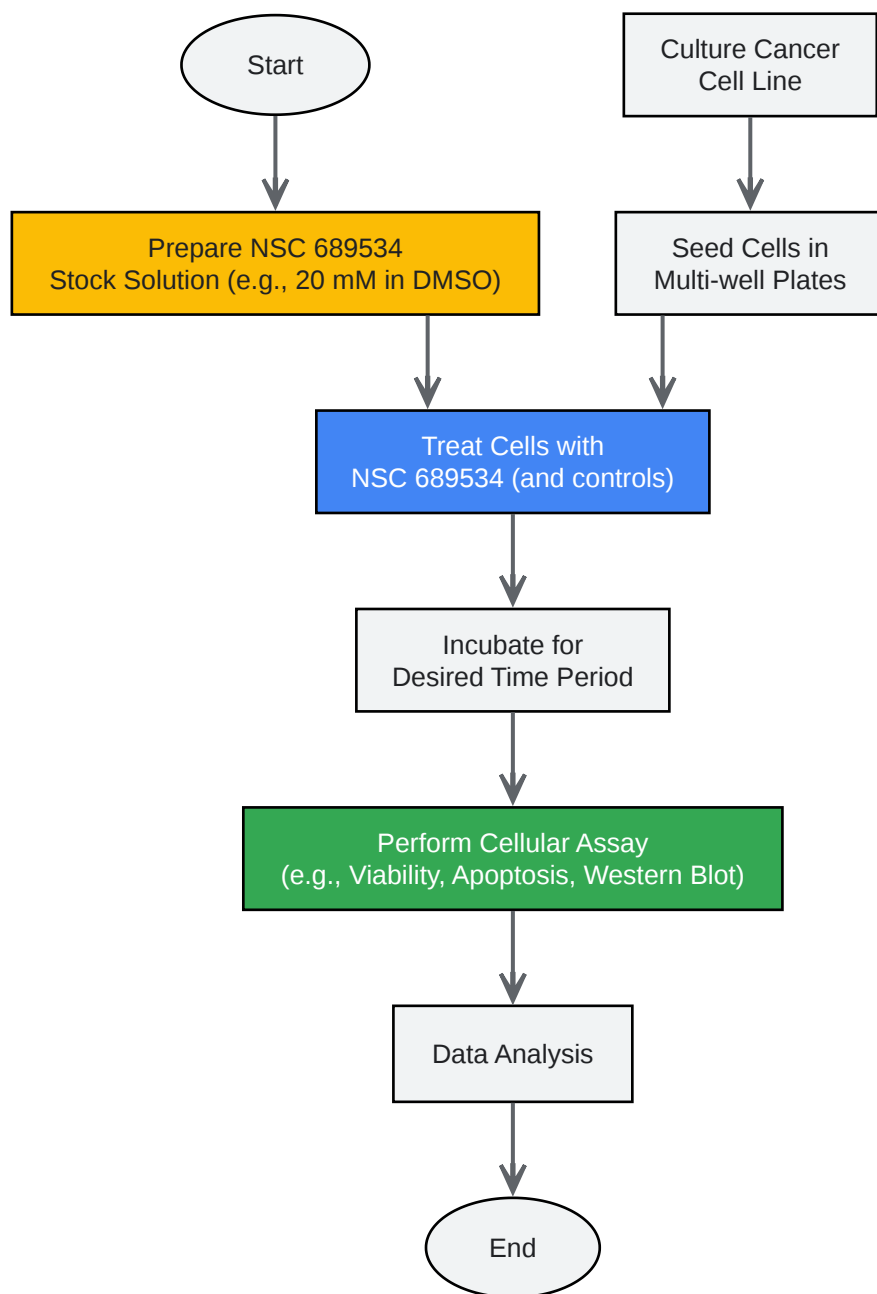 Start
Culture Cancer
Cell Line
Prepare NSC 689534
Stock Solution (e.g., 20 mM in DMSO)
Seed Cells in
Multi-well Plates
Treat Cells with
NSC 689534 (and controls)
Incubate for
Desired Time Period
Perform Cellular Assay
(e.g., Viability, Apoptosis, Western Blot)
Data Analysis
End